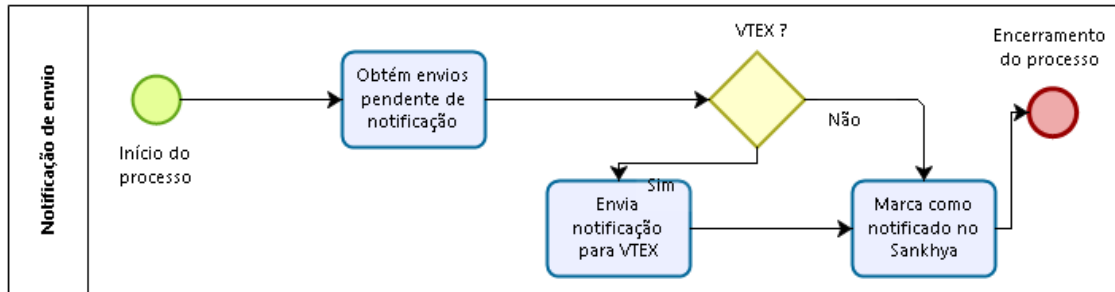 Notificação de envio
Início do
processo
Obtém envios
pendente de
notificação
VTEX ?
Não
Sim
Envia
notificação
para VTEX
Marca como
notificado no
Sankhya
Encerramento
do processo